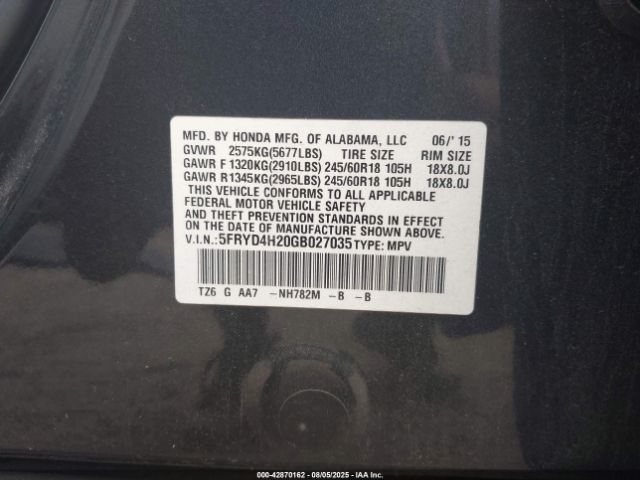 MFD. BY HONDA MFG. OF ALABAMA, LLC 06/'15
GVWR 2575KG(5677LBS) TIRE SIZE RIM SIZE
GAWR F 1320KG(2910LBS) 245/60R18 105H 18X8.0J
GAWR R 1345KG(2965LBS) 245/60R18 105H 18X8.0J
THIS VEHICLE CONFORMS TO ALL APPLICABLE
FEDERAL MOTOR VEHICLE SAFETY
AND THEFT PREVENTION STANDARDS IN EFFECT
ON THE DATE OF MANUFACTURE SHOWN ABOVE.
V.I.N.: 5FRYD4H20GB027035 TYPE: MPV
TZ6 G AA7 -NH782M -B -B
000-42870162 - 08/05/2025 - IAAI Inc.